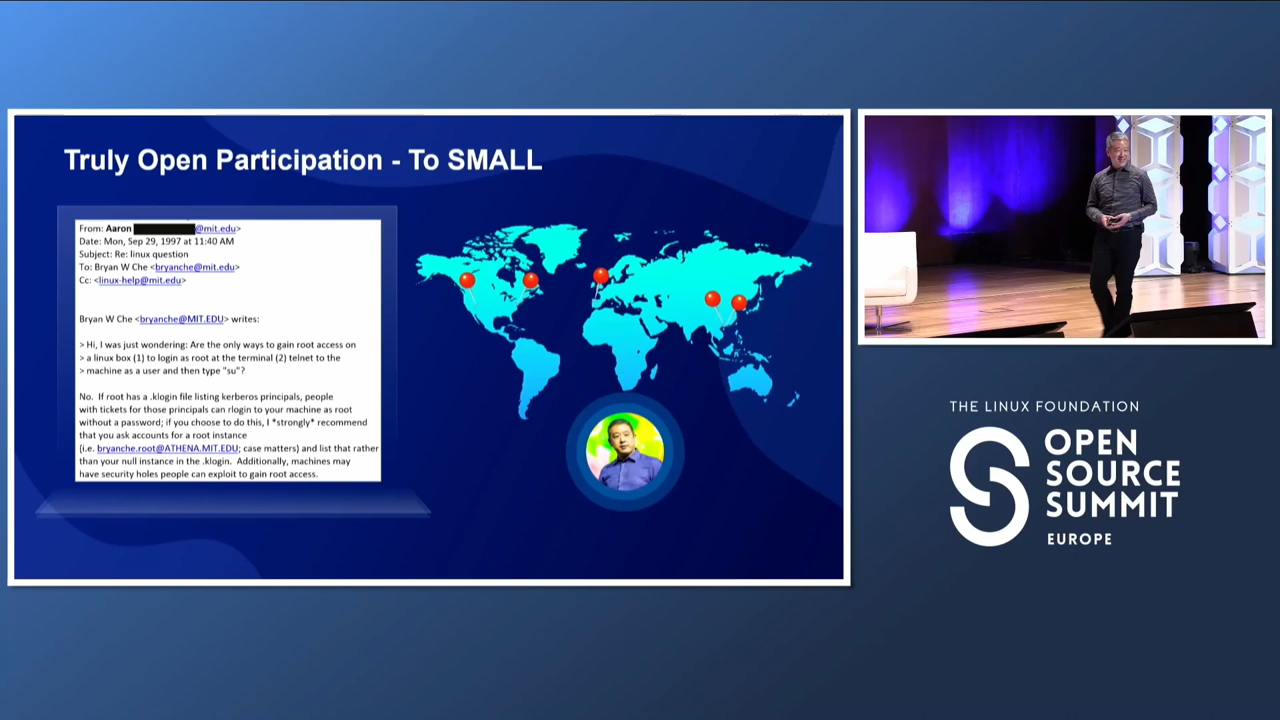 Truly Open Participation - To SMALL
From: Aaron @mit.edu>
Date: Mon, Sep 29, 1997 at 11:40 AM
Subject: Re: linux question
To: Bryan W Che <bryanche@mit.edu>
Cc: <linux-help@mit.edu>
Bryan W Che <bryanche@MIT.EDU> writes:
> Hi, I was just wondering: Are the only ways to gain root access on
> a linux box (1) to login as root at the terminal (2) telnet to the
> machine as a user and then type "su"?
No. If root has a .klogin file listing kerberos principals, people
with tickets for those principals can rlogin to your machine as root
without a password; if you choose to do this, I *strongly* recommend
that you ask accounts for a root instance
(i.e. bryanche.root@ATHENA.MIT.EDU; case matters) and list that rather
than your null instance in the .klogin. Additionally, machines may
have security holes people can exploit to gain root access.
THE LINUX FOUNDATION
OPEN
SOURCE
SUMMIT
EUROPE